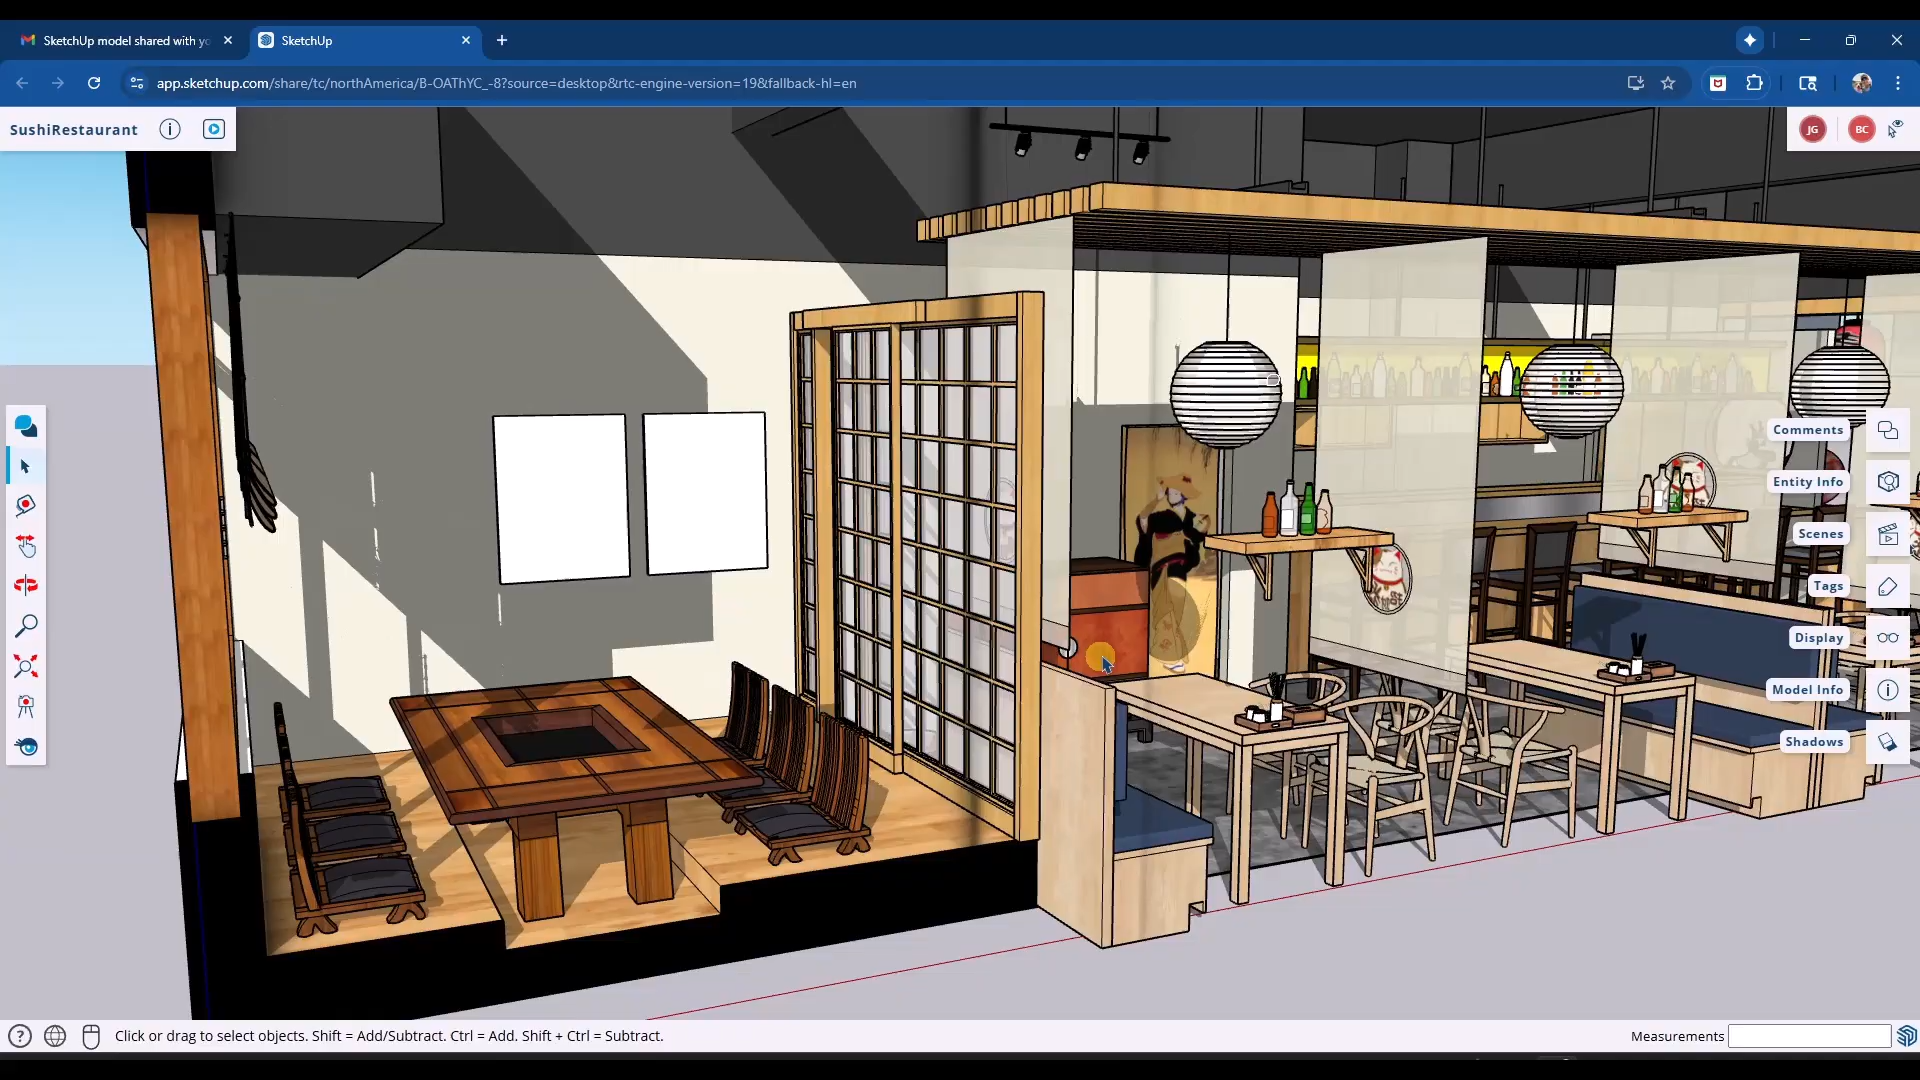 SketchUp model shared with yo
SketchUp
app.sketchup.com/share/tc/northAmerica/B-OAThYC_-8?source=desktop&rtc-engine-version=19&fallback-hl=en
SushiRestaurant
JG
BC
Comments
Entity Info
Scenes
Tags
Display
Model Info
Shadows
Click or drag to select objects. Shift = Add/Subtract. Ctrl = Add. Shift + Ctrl = Subtract.
Measurements